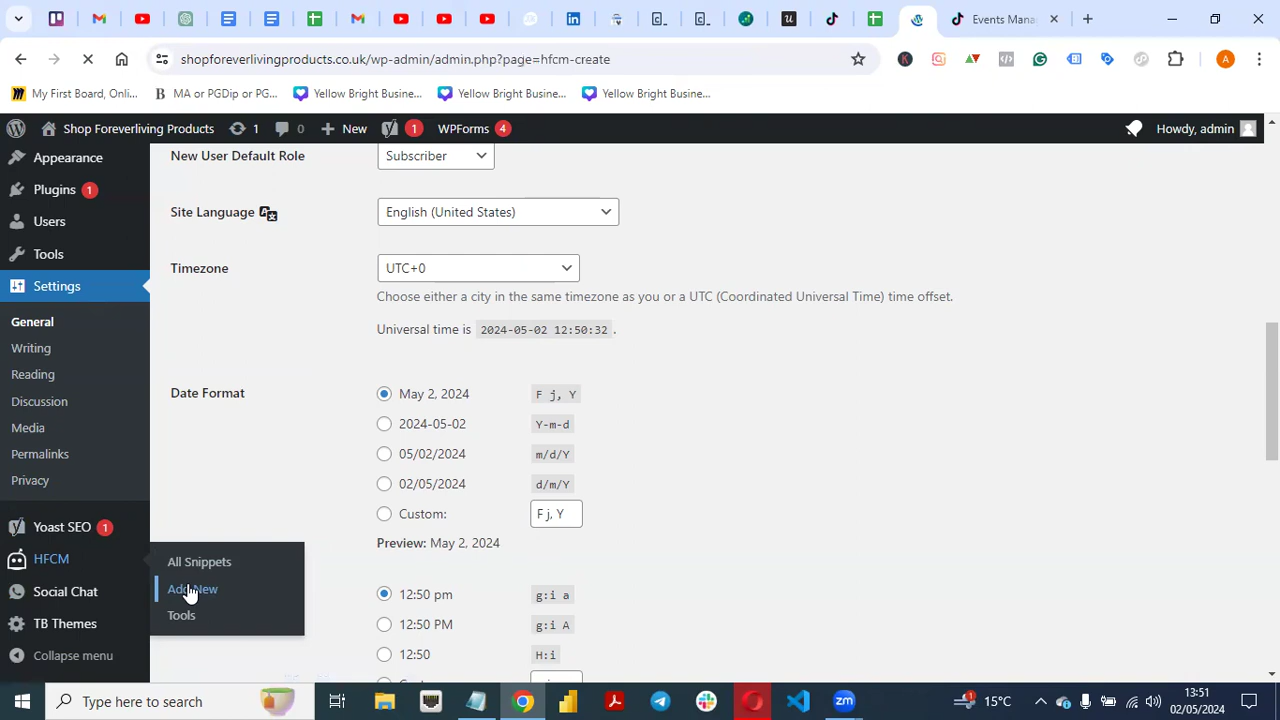 Events Mana
shopforeverlivingproducts.co.uk/wp-admin/admin.php?page=hfcm-create
My First Board, Onli...
MA or PGDip or PG...
Yellow Bright Busine...
Yellow Bright Busine...
Yellow Bright Busine...
Shop Foreverliving Products
1
0
New
1
WPForms 4
Howdy, admin
Appearance
Plugins 1
Users
Tools
Settings
General
Writing
Reading
Discussion
Media
Permalinks
Privacy
Yoast SEO 1
HFCM
Social Chat
TB Themes
Collapse menu
All Snippets
Add New
Tools
New User Default Role
Subscriber
Site Language
English (United States)
Timezone
UTC+0
Choose either a city in the same timezone as you or a UTC (Coordinated Universal Time) time offset.
Universal time is 2024-05-02 12:50:32 .
Date Format
May 2, 2024 F j, Y
2024-05-02 Y-m-d
05/02/2024 m/d/Y
02/05/2024 d/m/Y
Custom: F j, Y
Preview: May 2, 2024
12:50 pm g:i a
12:50 PM g:i A
12:50 H:i
Type here to search
15°C
13:51
02/05/2024